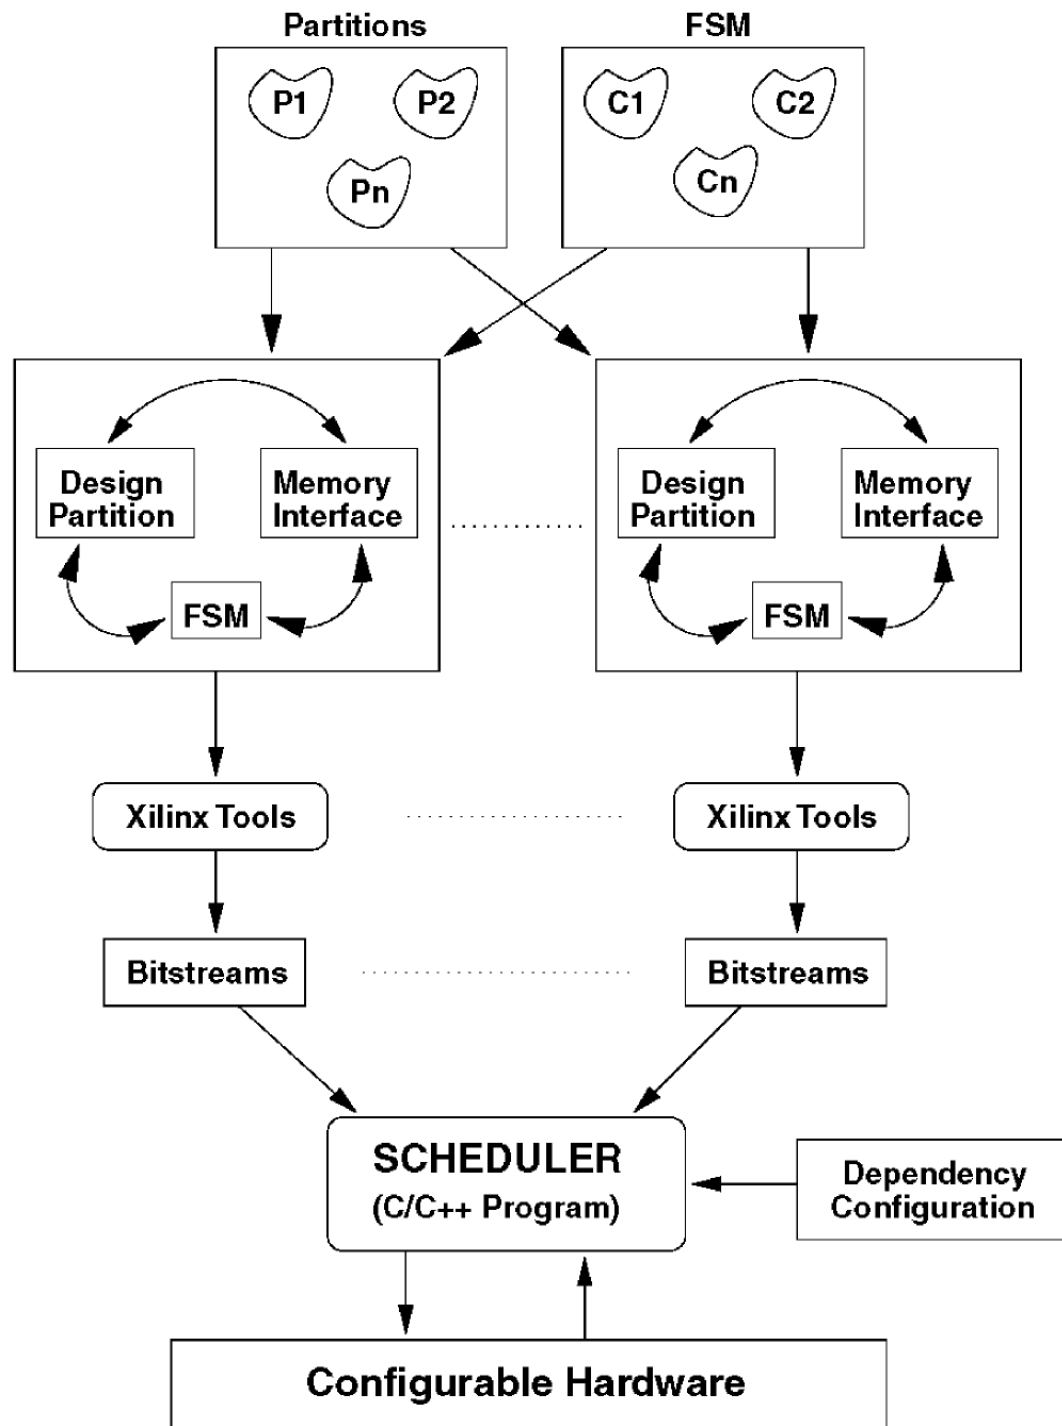 Partitions
FSM
P1
P2
Pn
C1
C2
Cn
Design
Partition
Memory
Interface
FSM
Design
Partition
Memory
Interface
FSM
Xilinx Tools
Xilinx Tools
Bitstreams
Bitstreams
SCHEDULER
(C/C++ Program)
Dependency
Configuration
Configurable Hardware